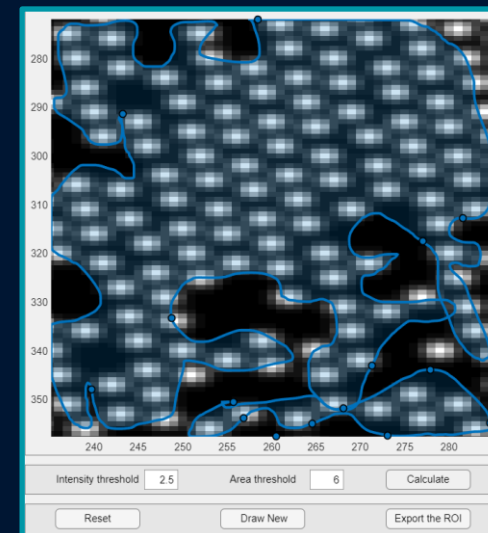 280
290
300
310
320
330
340
350
240 245 250 255 260 265 270 275 280
Intensity threshold 2.5 Area threshold 6 Calculate
Reset Draw New Export the ROI